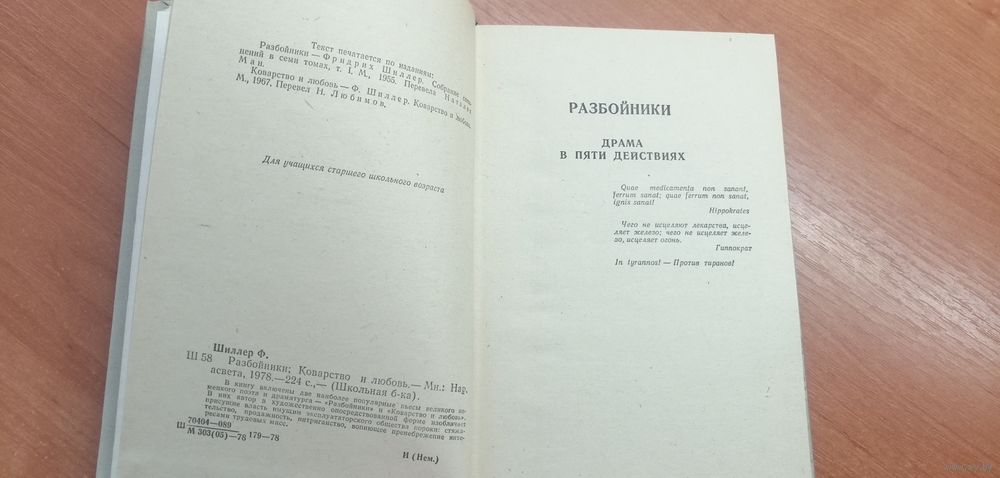 Текст печатается по изданиям:
Разбойники — Фридрих Шиллер. Собрание сочи-
нений в семи томах, т. I. М., 1955. Перевела Наталия
Ман.
Коварство и любовь — Ф. Шиллер. Коварство и любовь.
М., 1967. Перевел Н. Любимов.
Для учащихся старшего школьного возраста
Шиллер Ф.
Ш 58 Разбойники; Коварство и любовь.— Мн.: Нар.
асвета, 1978.—224 с.,— (Школьная б-ка).
В книгу включены две наиболее популярные пьесы великого не-
мецкого поэта и драматурга — «Разбойники» и «Коварство и любовь».
В них автор в художественно опосредствованной форме изобличает
присущие власть имущим эксплуататорского общества пороки: стяжа-
тельство, продажность, интриганство, вопиющее пренебрежение инте-
ресами трудовых масс.
Ш 70404—089
М 303(05)—78 179—78
И (Нем.)
РАЗБОЙНИКИ
ДРАМА
В ПЯТИ ДЕЙСТВИЯХ
Quae medicamenta non sanant,
ferrum sanat; quae ferrum non sanat,
ignis sanat!
Hippokrates
Чего не исцеляют лекарства, исце-
ляет железо; чего не исцеляет желе-
зо, исцеляет огонь.
Гиппократ
In tyrannos! — Против тиранов!